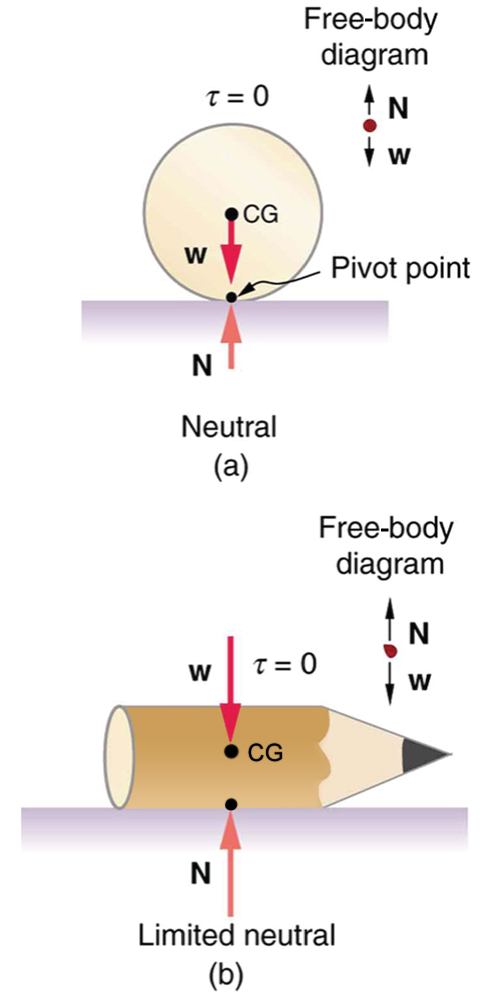 Free-body
diagram
τ = 0
N
w
CG
w
Pivot point
N
Neutral
(a)
Free-body
diagram
N
w
τ = 0
w
CG
N
Limited neutral
(b)